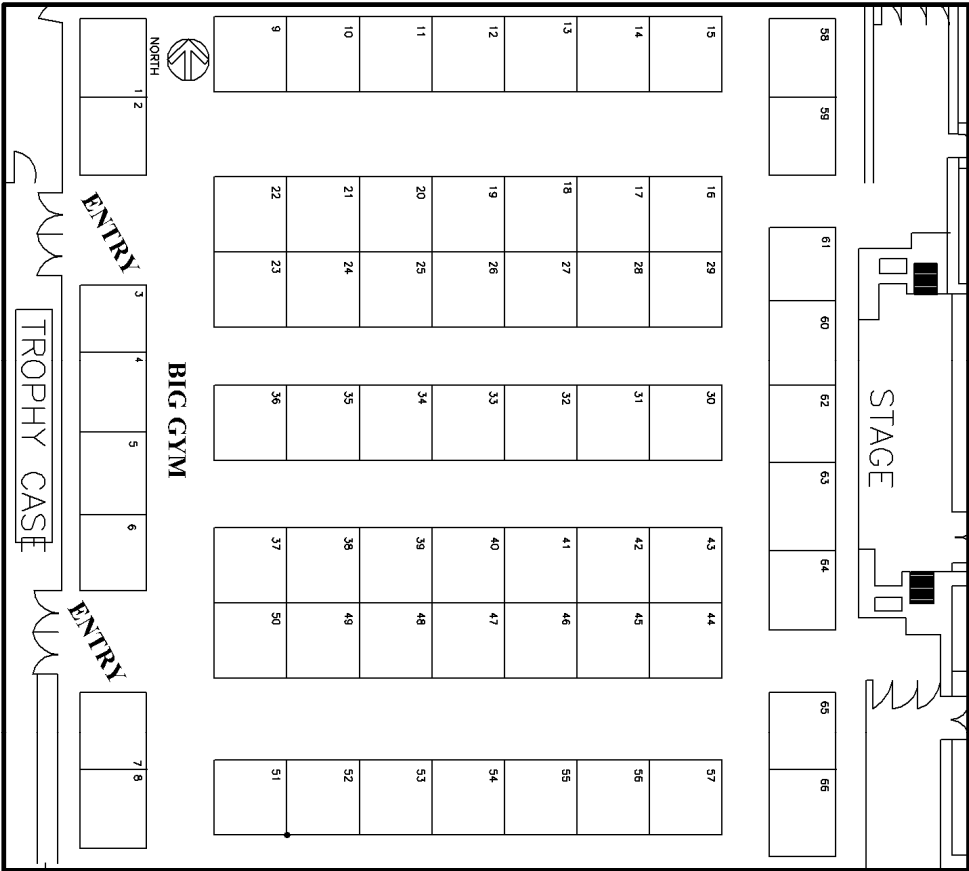 STAGE
58 59 61 60 62 63 64 65 66
15 16 29 30 43 44 57
14 17 28 31 42 45 56
13 18 27 32 41 46 55
12 19 26 33 40 47 54
11 20 25 34 39 48 53
10 21 24 35 38 49 52
9 22 23 36 37 50 51
NORTH
BIG GYM
1 2 3 4 5 6 7 8
ENTRY
ENTRY
TROPHY CASE